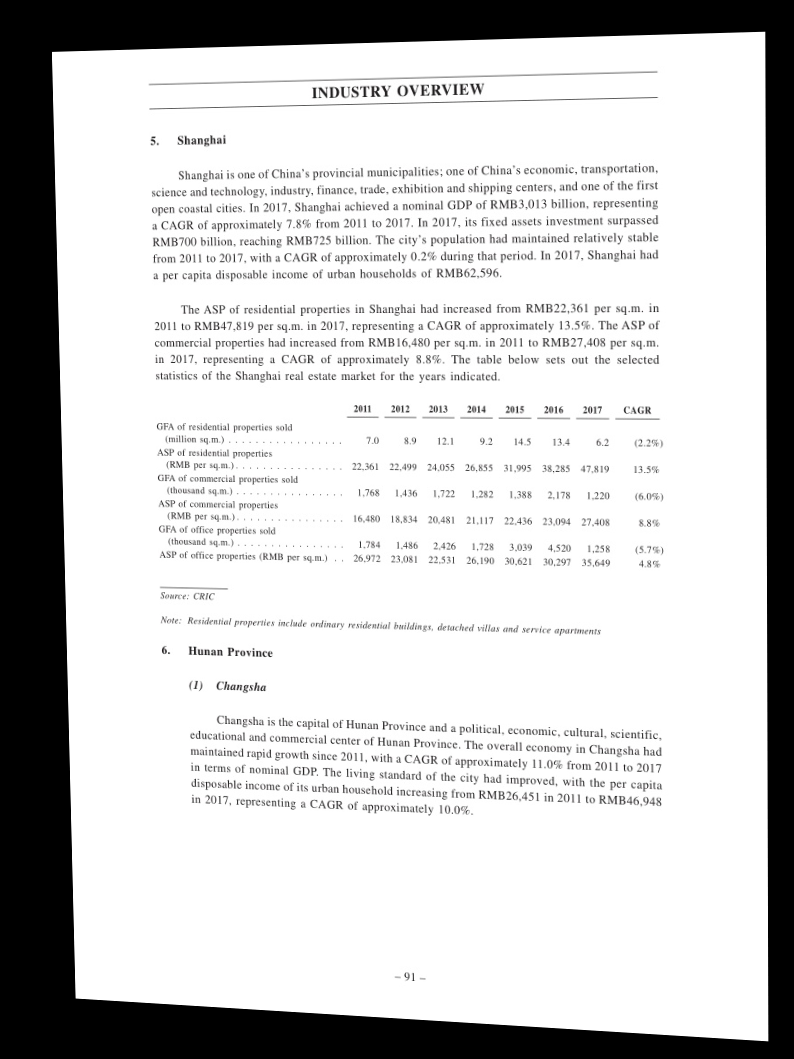 INDUSTRY OVERVIEW
5. Shanghai
Shanghai is one of China's provincial municipalities; one of China's economic, transportation,
science and technology, industry, finance, trade, exhibition and shipping centers, and one of the first
open coastal cities. In 2017, Shanghai achieved a nominal GDP of RMB3,013 billion, representing
a CAGR of approximately 7.8% from 2011 to 2017. In 2017, its fixed assets investment surpassed
RMB700 billion, reaching RMB725 billion. The city's population had maintained relatively stable
from 2011 to 2017, with a CAGR of approximately 0.2% during that period. In 2017, Shanghai had
a per capita disposable income of urban households of RMB62,596.
The ASP of residential properties in Shanghai had increased from RMB22,361 per sq.m. in
2011 to RMB47,819 per sq.m. in 2017, representing a CAGR of approximately 13.5%. The ASP of
commercial properties had increased from RMB16,480 per sq.m. in 2011 to RMB27,408 per sq.m.
in 2017, representing a CAGR of approximately 8.8%. The table below sets out the selected
statistics of the Shanghai real estate market for the years indicated.
2011 2012 2013 2014 2015 2016 2017 CAGR
GFA of residential properties sold
(million sq.m.) . . . . . . . . . . . . . . . . . 7.0 8.9 12.1 9.2 14.5 13.4 6.2 (2.2%)
ASP of residential properties
(RMB per sq.m.). . . . . . . . . . . . . . . . 22,361 22,499 24,055 26,855 31,995 38,285 47,819 13.5%
GFA of commercial properties sold
(thousand sq.m.) . . . . . . . . . . . . . . . . 1,768 1,436 1,722 1,282 1,388 2,178 1,220 (6.0%)
ASP of commercial properties
(RMB per sq.m.). . . . . . . . . . . . . . . . 16,480 18,834 20,481 21,117 22,436 23,094 27,408 8.8%
GFA of office properties sold
(thousand sq.m.) . . . . . . . . . . . . . . . . 1,784 1,486 2,426 1,728 3,039 4,520 1,258 (5.7%)
ASP of office properties (RMB per sq.m.) . . 26,972 23,081 22,531 26,190 30,621 30,297 35,649 4.8%
Source: CRIC
Note: Residential properties include ordinary residential buildings, detached villas and service apartments
6. Hunan Province
(1) Changsha
Changsha is the capital of Hunan Province and a political, economic, cultural, scientific,
educational and commercial center of Hunan Province. The overall economy in Changsha had
maintained rapid growth since 2011, with a CAGR of approximately 11.0% from 2011 to 2017
in terms of nominal GDP. The living standard of the city had improved, with the per capita
disposable income of its urban household increasing from RMB26,451 in 2011 to RMB46,948
in 2017, representing a CAGR of approximately 10.0%.
– 91 –